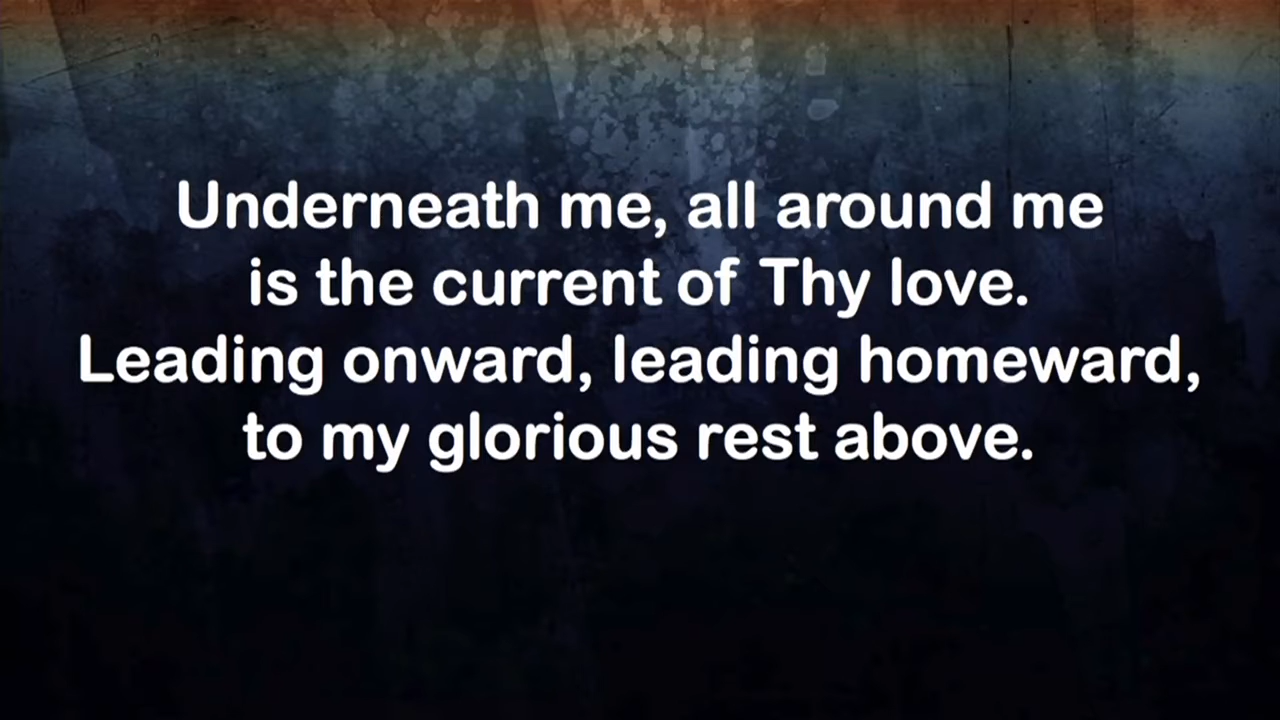 Underneath me, all around me
is the current of Thy love.
Leading onward, leading homeward,
to my glorious rest above.